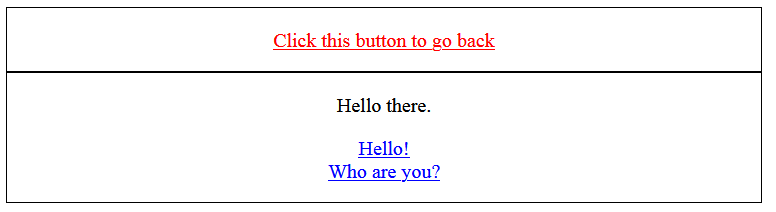 Click this button to go back
Hello there.
Hello!
Who are you?